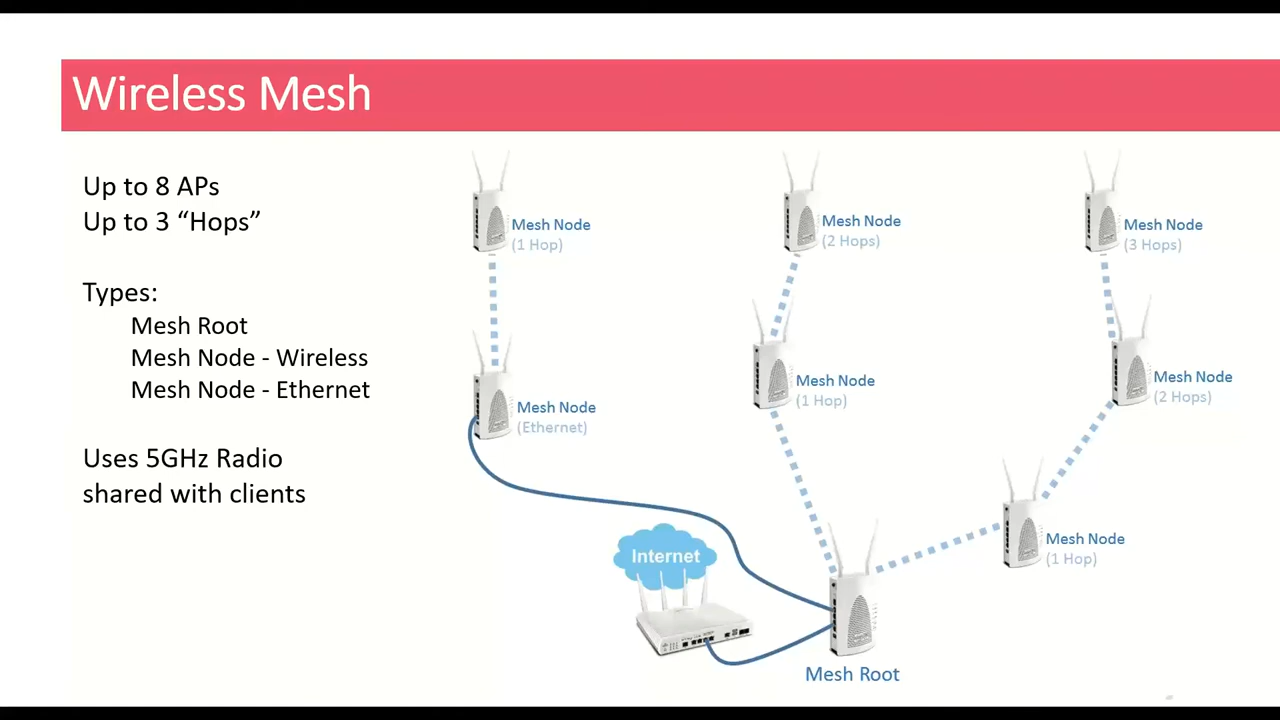 Wireless Mesh
Up to 8 APs
Up to 3 “Hops”
Types:
Mesh Root
Mesh Node - Wireless
Mesh Node - Ethernet
Uses 5GHz Radio
shared with clients
Mesh Node
(1 Hop)
Mesh Node
(2 Hops)
Mesh Node
(3 Hops)
Mesh Node
(Ethernet)
Mesh Node
(1 Hop)
Mesh Node
(2 Hops)
Mesh Node
(1 Hop)
Internet
Mesh Root